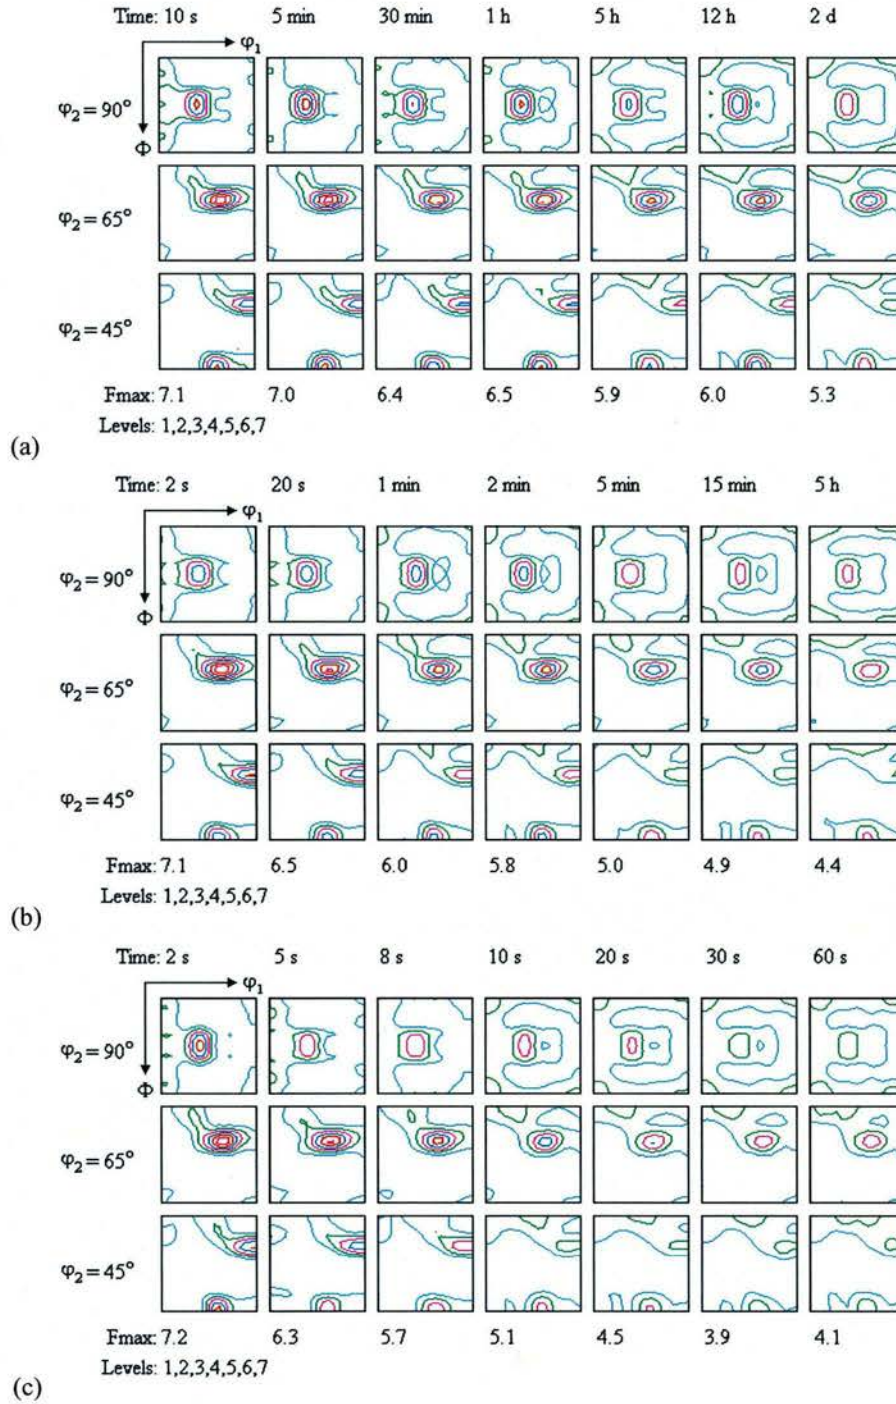 Time: 10 s 5 min 30 min 1 h 5 h 12 h 2 d
φ₁
φ₂ = 90°
Φ
φ₂ = 65°
φ₂ = 45°
Fmax: 7.1 7.0 6.4 6.5 5.9 6.0 5.3
Levels: 1,2,3,4,5,6,7
(a)
Time: 2 s 20 s 1 min 2 min 5 min 15 min 5 h
φ₁
φ₂ = 90°
Φ
φ₂ = 65°
φ₂ = 45°
Fmax: 7.1 6.5 6.0 5.8 5.0 4.9 4.4
Levels: 1,2,3,4,5,6,7
(b)
Time: 2 s 5 s 8 s 10 s 20 s 30 s 60 s
φ₁
φ₂ = 90°
Φ
φ₂ = 65°
φ₂ = 45°
Fmax: 7.2 6.3 5.7 5.1 4.5 3.9 4.1
Levels: 1,2,3,4,5,6,7
(c)